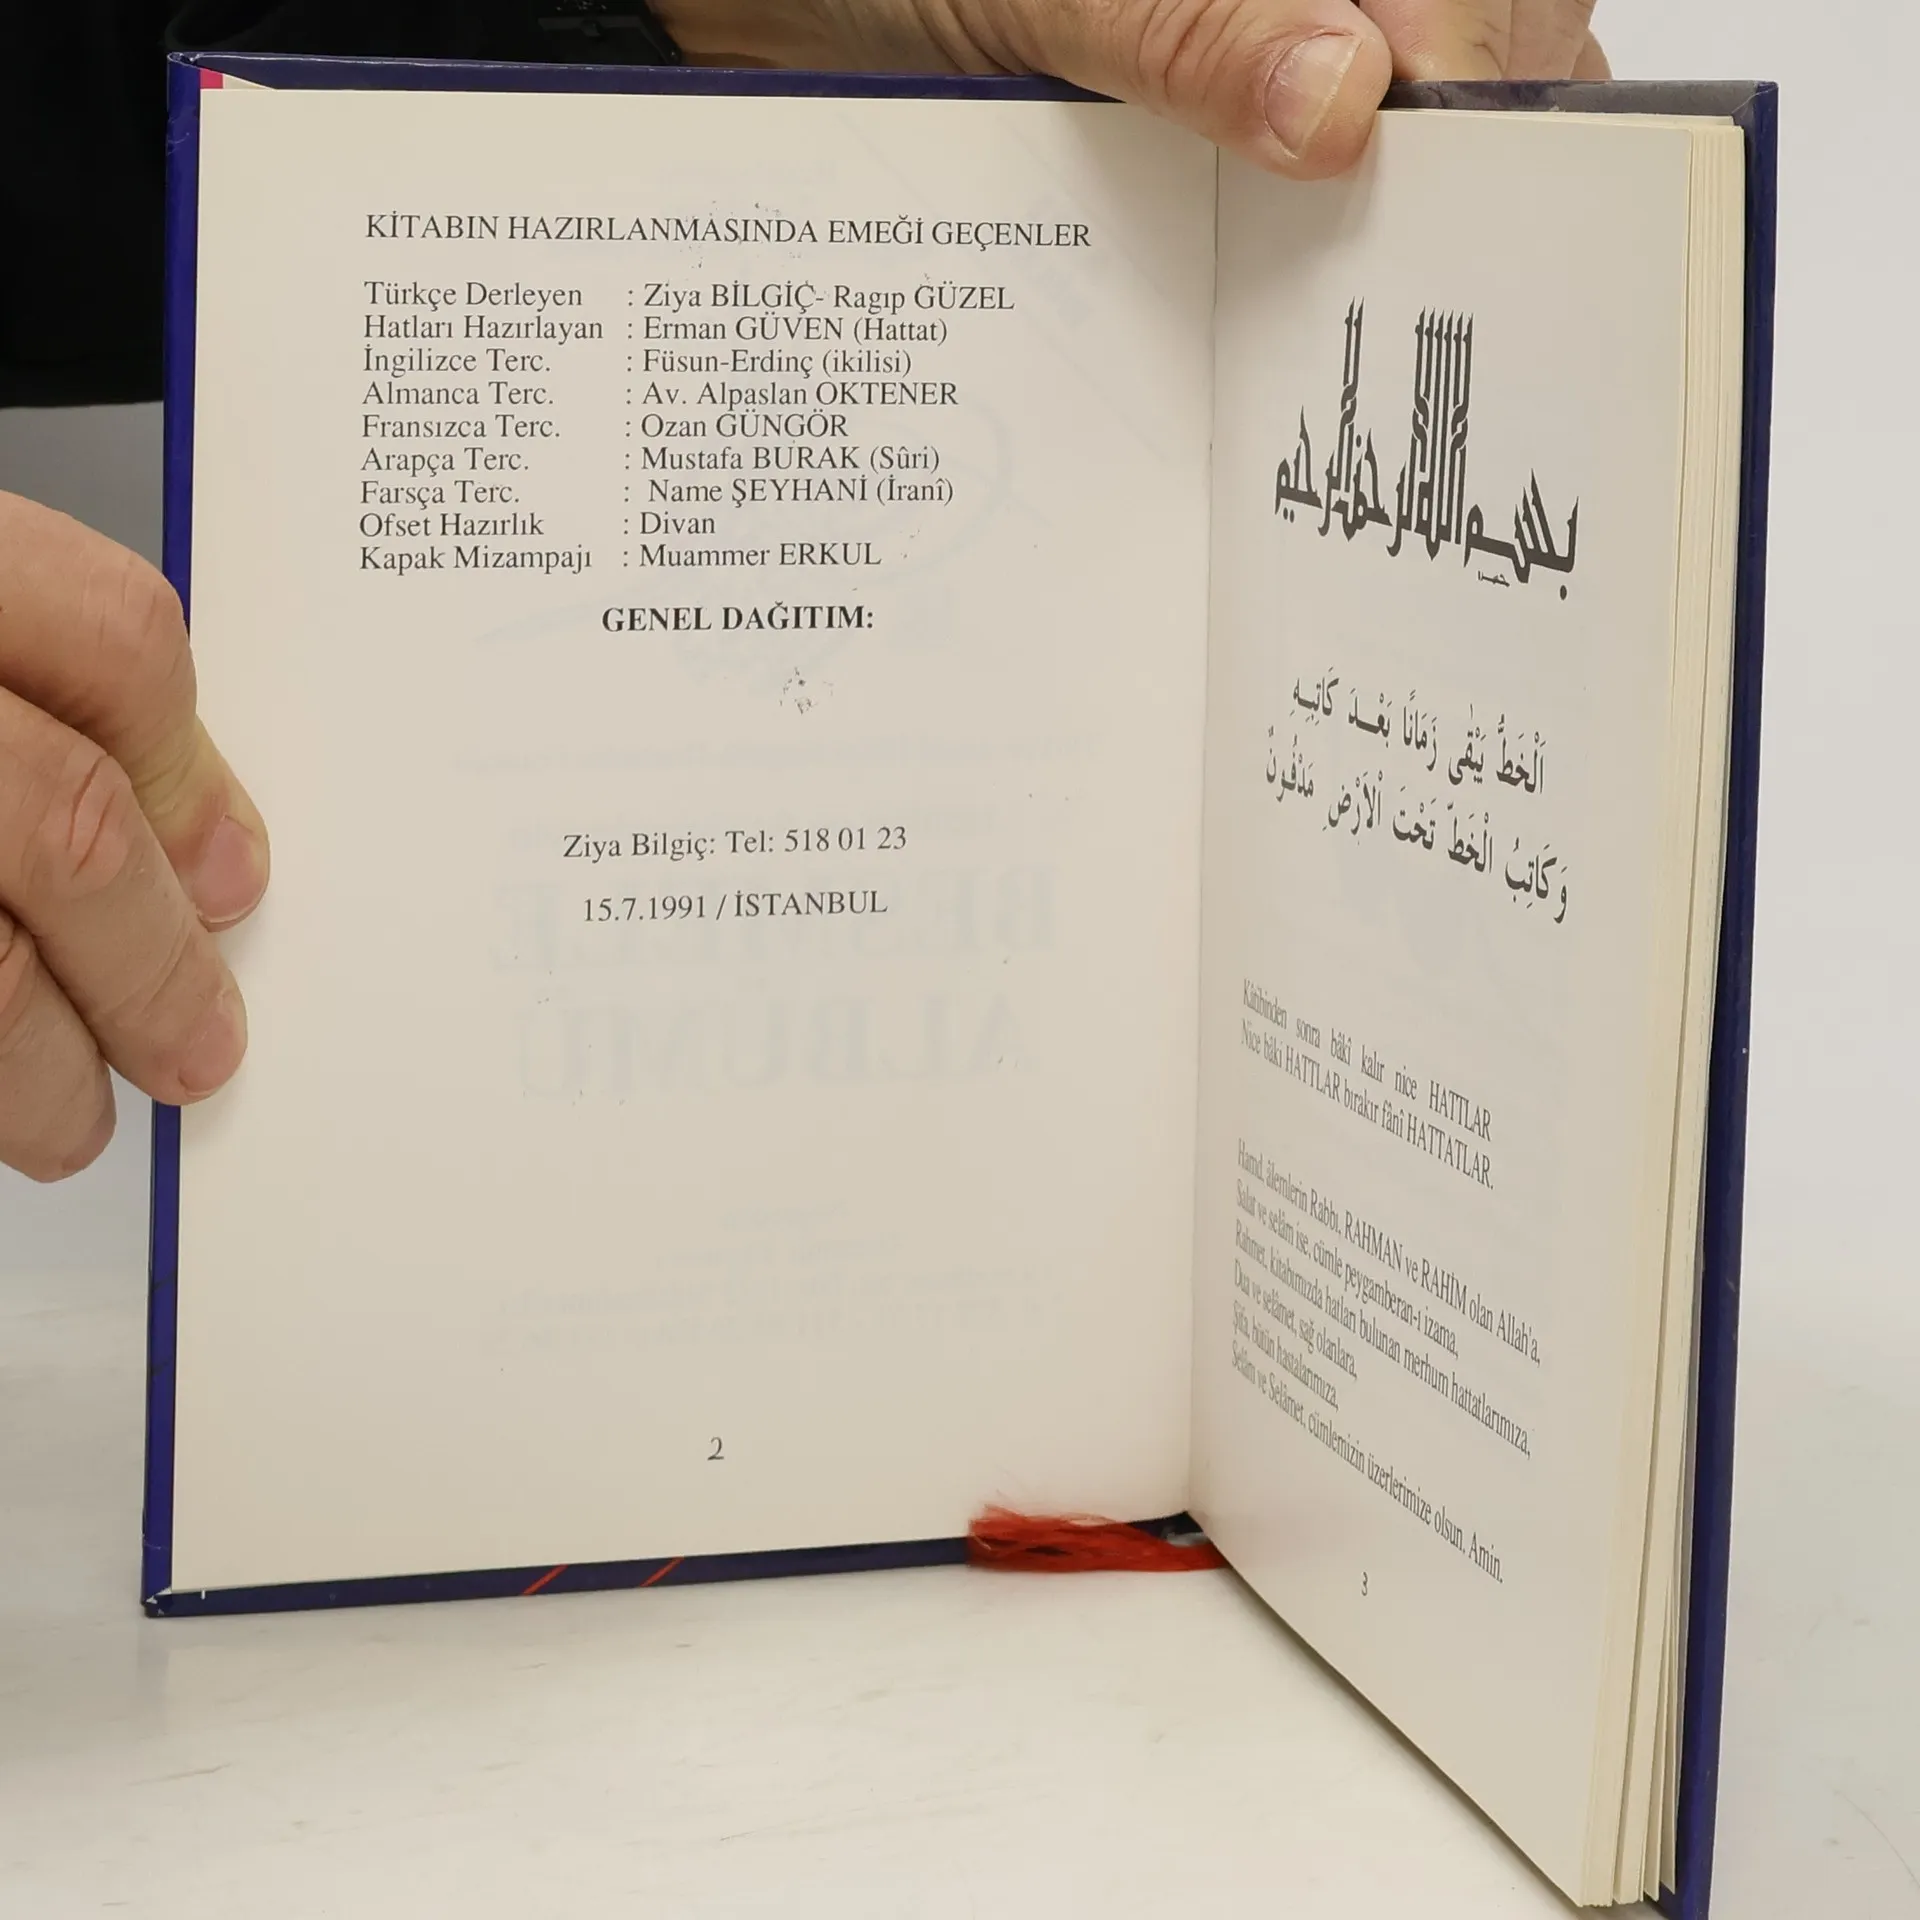 KİTABIN HAZIRLANMASINDA EMEĞİ GEÇENLER
Türkçe Derleyen : Ziya BİLGİÇ- Ragıp GÜZEL
Hatları Hazırlayan : Erman GÜVEN (Hattat)
İngilizce Terc. : Füsun-Erdinç (ikilisi)
Almanca Terc. : Av. Alpaslan OKTENER
Fransızca Terc. : Ozan GÜNGÖR
Arapça Terc. : Mustafa BURAK (Sûri)
Farsça Terc. : Name ŞEYHANİ (İranî)
Ofset Hazırlık : Divan
Kapak Mizampajı : Muammer ERKUL
GENEL DAĞITIM:
Ziya Bilgiç: Tel: 518 01 23
15.7.1991 / İSTANBUL
2
بسم الله الرحمن الرحيم
اَلْخَطُّ يَبْقٰى زَمَانًا بَعْدَ كَاتِبِهِ
وَكَاتِبُ الْخَطِّ تَحْتَ الْاَرْضِ مَدْفُونٌ
Kâtibinden sonra bâkî kalır nice HATTLAR
Nice bâki HATTLAR bırakır fânî HATTATLAR.
Hamd, âlemlerin Rabbı, RAHMAN ve RAHİM olan Allah'a,
Salat ve selâm ise, cümle peygamberan-ı izama,
Rahmet, kitabımızda hatları bulunan merhum hattatlarımıza,
Dua ve selâmet, sağ olanlara,
Şifa, bütün hastalarımıza,
Selâm ve Selâmet, cümlemizin üzerlerimize olsun, Amin.
3